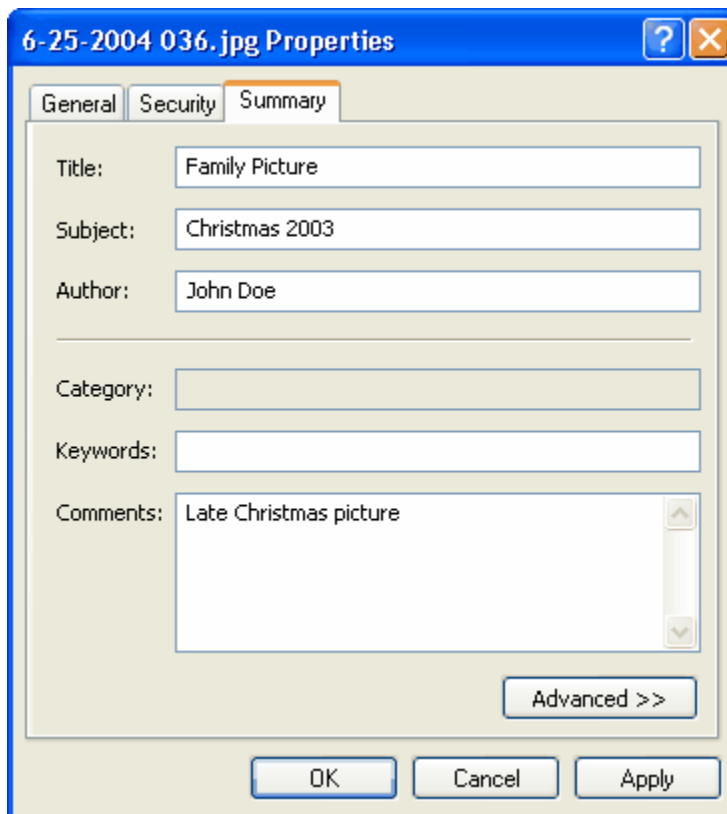 6-25-2004 036.jpg Properties
?
General Security Summary
Title: Family Picture
Subject: Christmas 2003
Author: John Doe
Category:
Keywords:
Comments: Late Christmas picture
Advanced >>
OK Cancel Apply